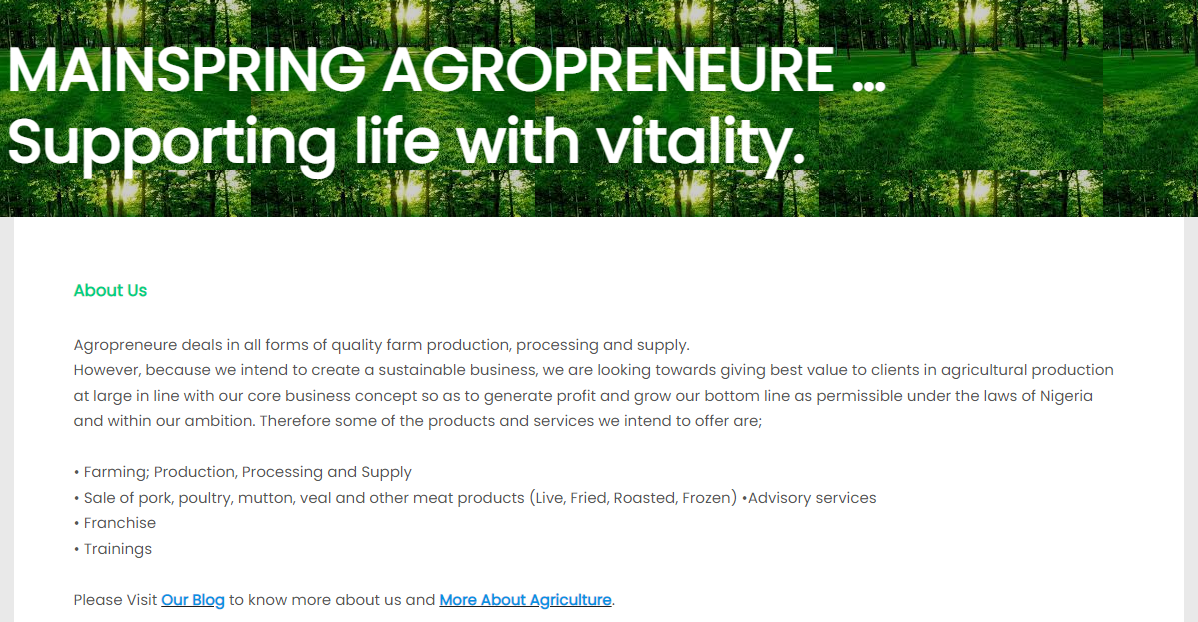 MAINSPRING AGROPRENEURE ...
Supporting life with vitality.
About Us
Agropreneure deals in all forms of quality farm production, processing and supply.
However, because we intend to create a sustainable business, we are looking towards giving best value to clients in agricultural production
at large in line with our core business concept so as to generate profit and grow our bottom line as permissible under the laws of Nigeria
and within our ambition. Therefore some of the products and services we intend to offer are;
• Farming; Production, Processing and Supply
• Sale of pork, poultry, mutton, veal and other meat products (Live, Fried, Roasted, Frozen) •Advisory services
• Franchise
• Trainings
Please Visit Our Blog to know more about us and More About Agriculture.